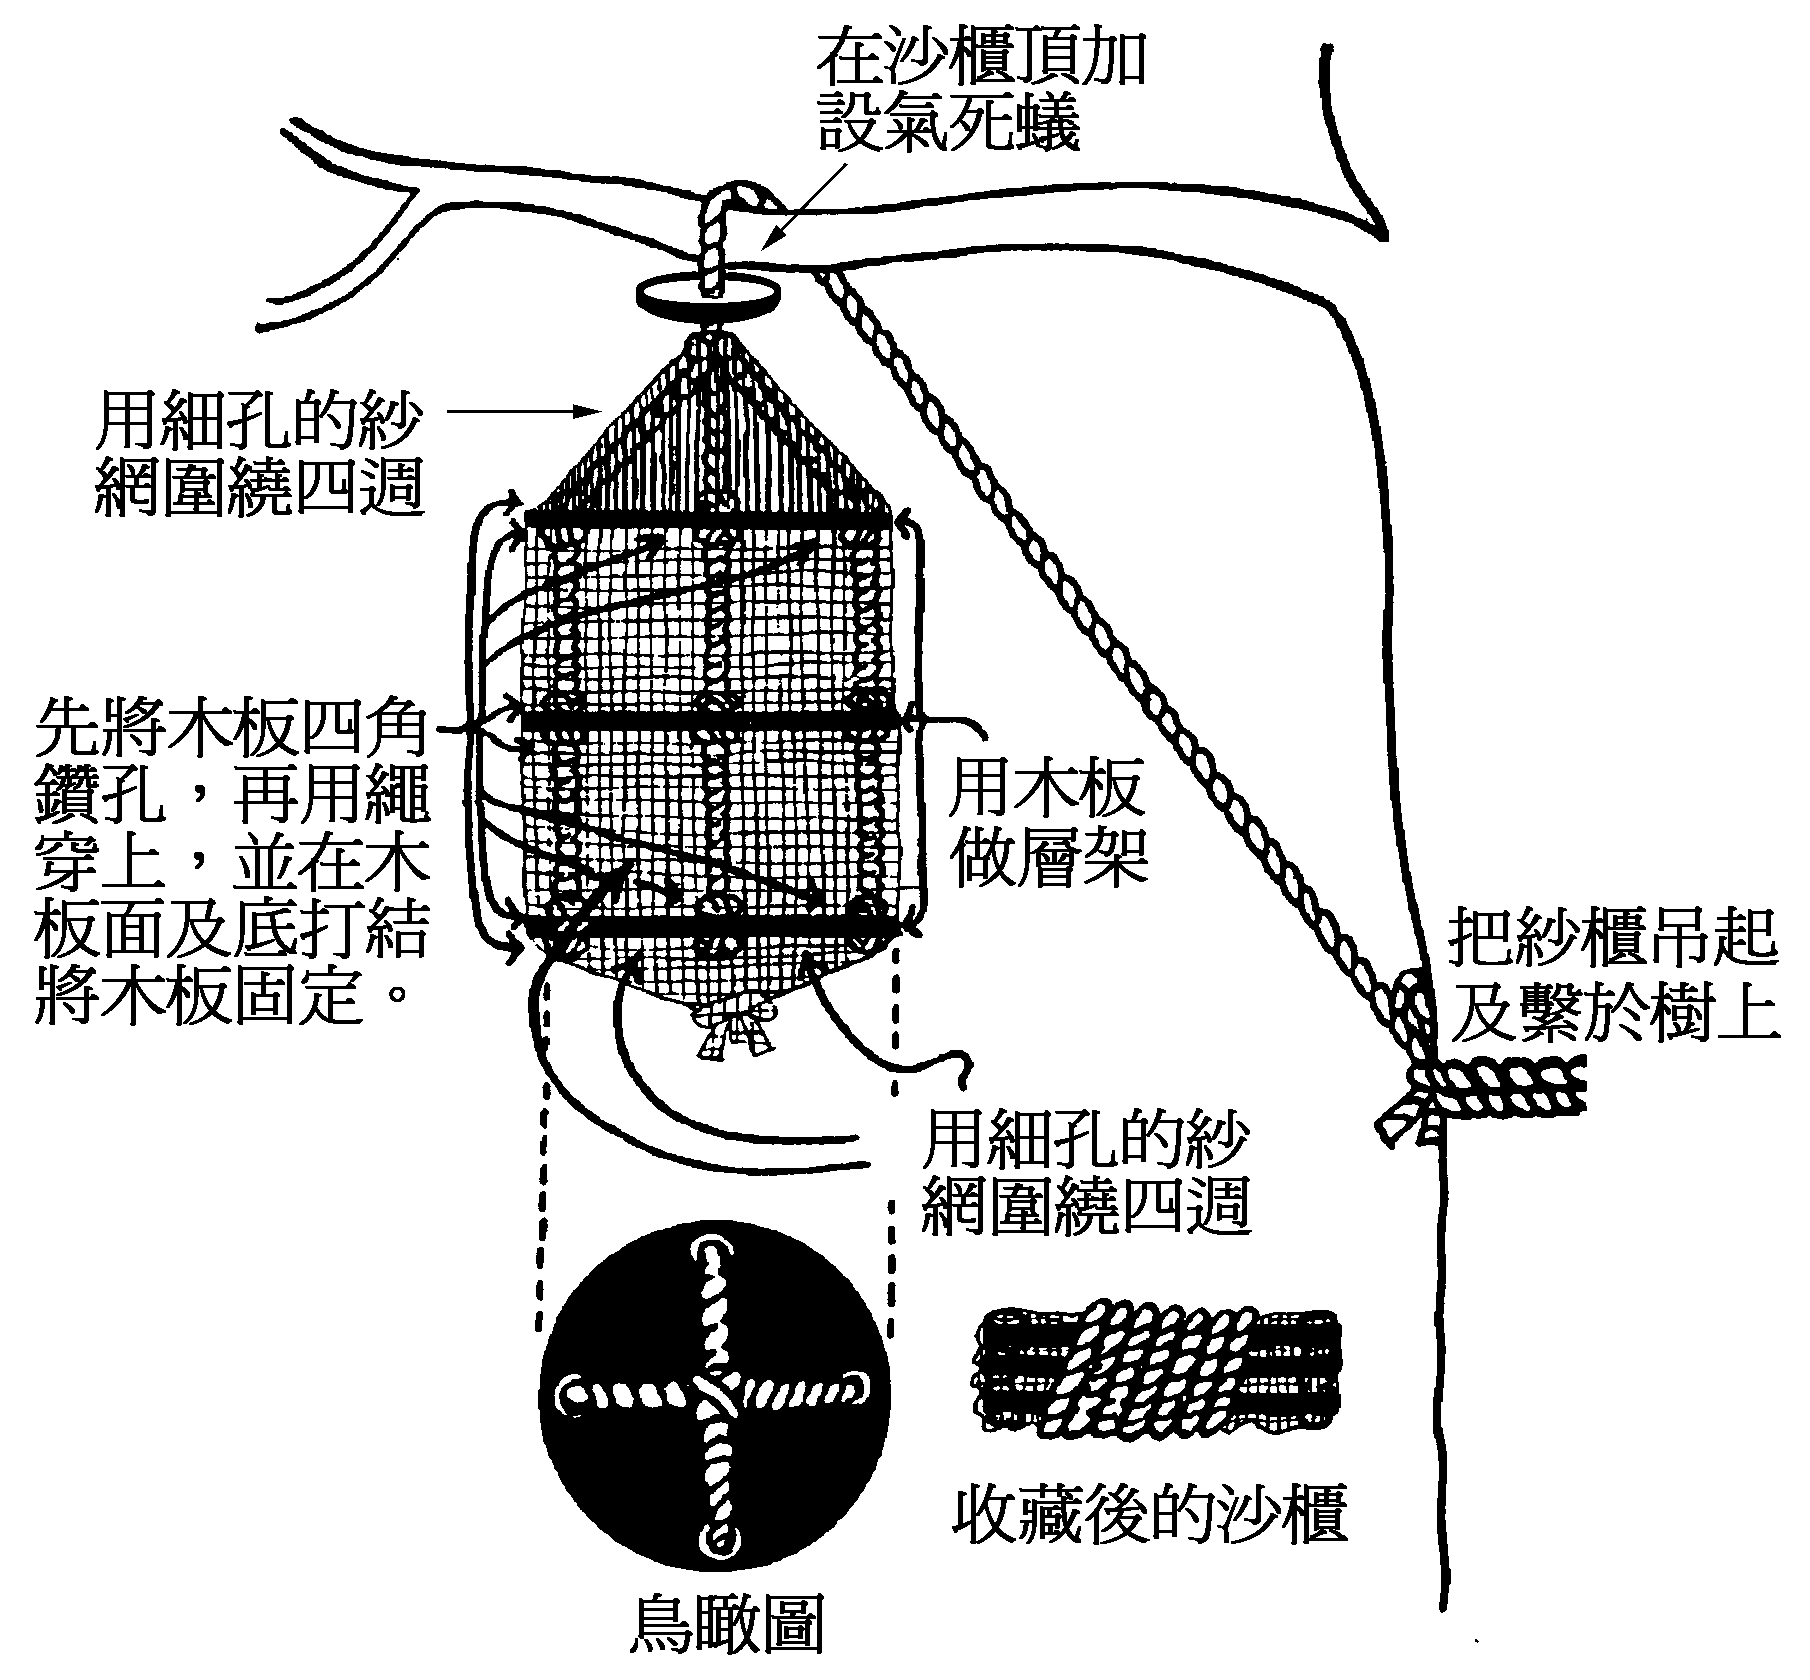 在沙櫃頂加
設氣死蟻
用細孔的紗
網圍繞四週
先將木板四角
鑽孔，再用繩
穿上，並在木
板面及底打結
將木板固定。
用木板
做層架
把紗櫃吊起
及繫於樹上
用細孔的紗
網圍繞四週
收藏後的沙櫃
鳥瞰圖